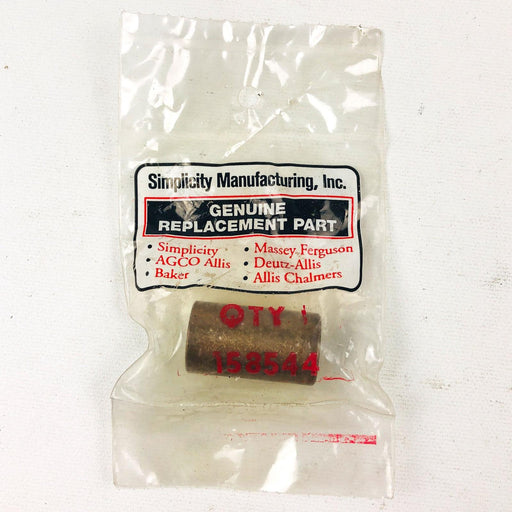 Simplicity Manufacturing, Inc.
GENUINE
REPLACEMENT PART
• Simplicity • Massey Ferguson
• AGCO Allis • Deutz-Allis
• Baker • Allis Chalmers
QTY 1
158544